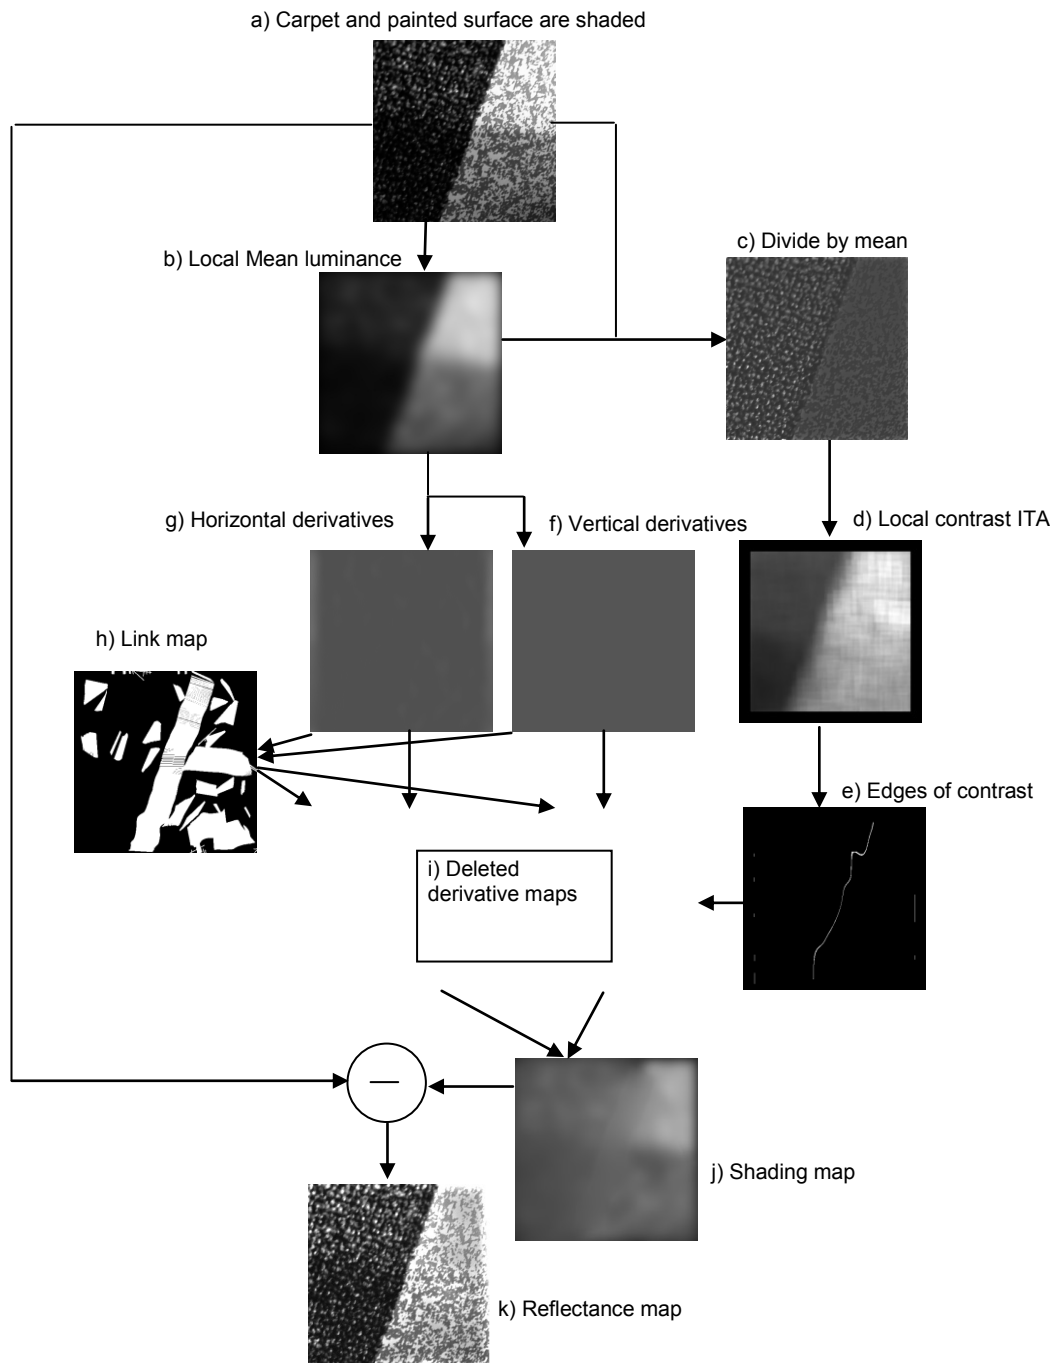 a) Carpet and painted surface are shaded
b) Local Mean luminance
c) Divide by mean
g) Horizontal derivatives
f) Vertical derivatives
d) Local contrast ITA
h) Link map
e) Edges of contrast
i) Deleted
derivative maps
j) Shading map
k) Reflectance map